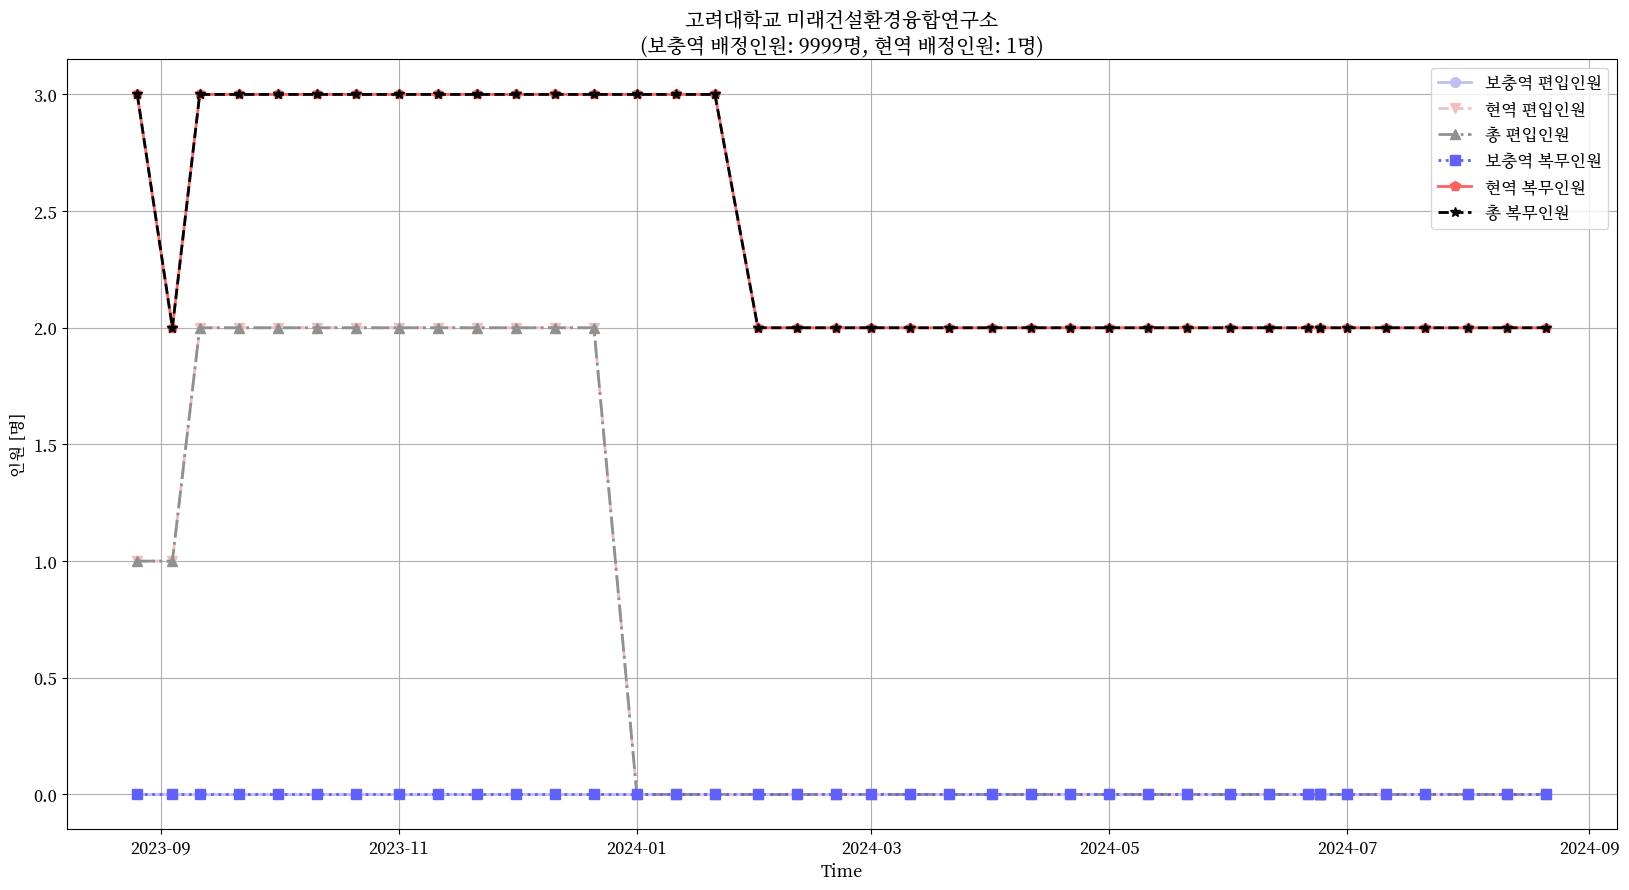 고려대학교 미래건설환경융합연구소
(보충역 배정인원: 9999명, 현역 배정인원: 1명)
보충역 편입인원
현역 편입인원
총 편입인원
보충역 복무인원
현역 복무인원
총 복무인원
3.0
2.5
2.0
1.5
1.0
0.5
0.0
인원 [명]
2023-09
2023-11
2024-01
2024-03
2024-05
2024-07
2024-09
Time